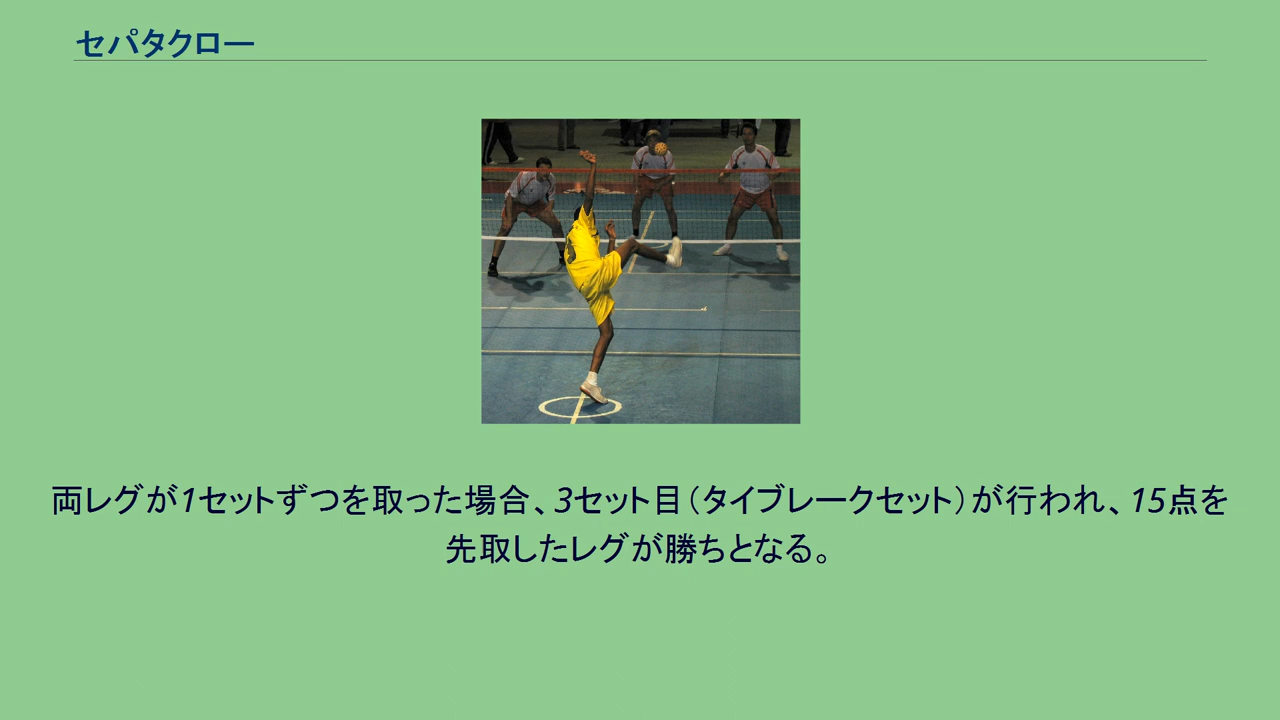 セパタクロー
両レグが1セットずつを取った場合、3セット目（タイブレークセット）が行われ、15点を
先取したレグが勝ちとなる。